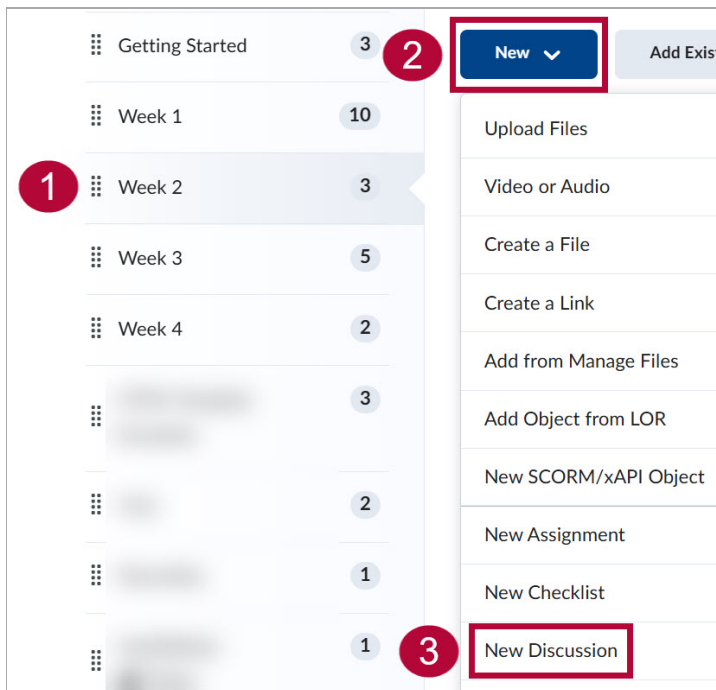 Getting Started 3
Week 1 10
1 Week 2 3
Week 3 5
Week 4 2
3
2
1
1
2 New Add Exis
Upload Files
Video or Audio
Create a File
Create a Link
Add from Manage Files
Add Object from LOR
New SCORM/xAPI Object
New Assignment
New Checklist
3 New Discussion